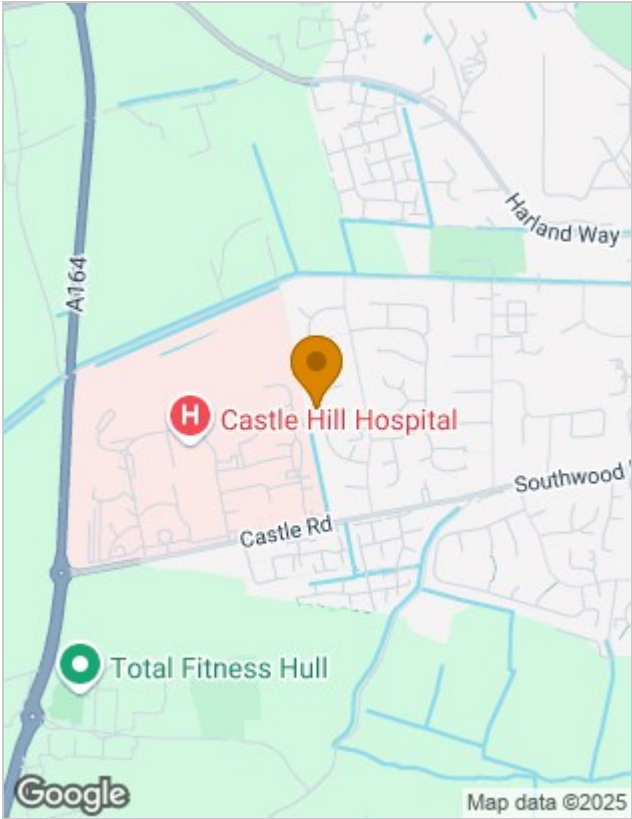 Harland Way
A164
H
Castle Hill Hospital
Southwood
Castle Rd
Total Fitness Hull
Google
Map data ©2025